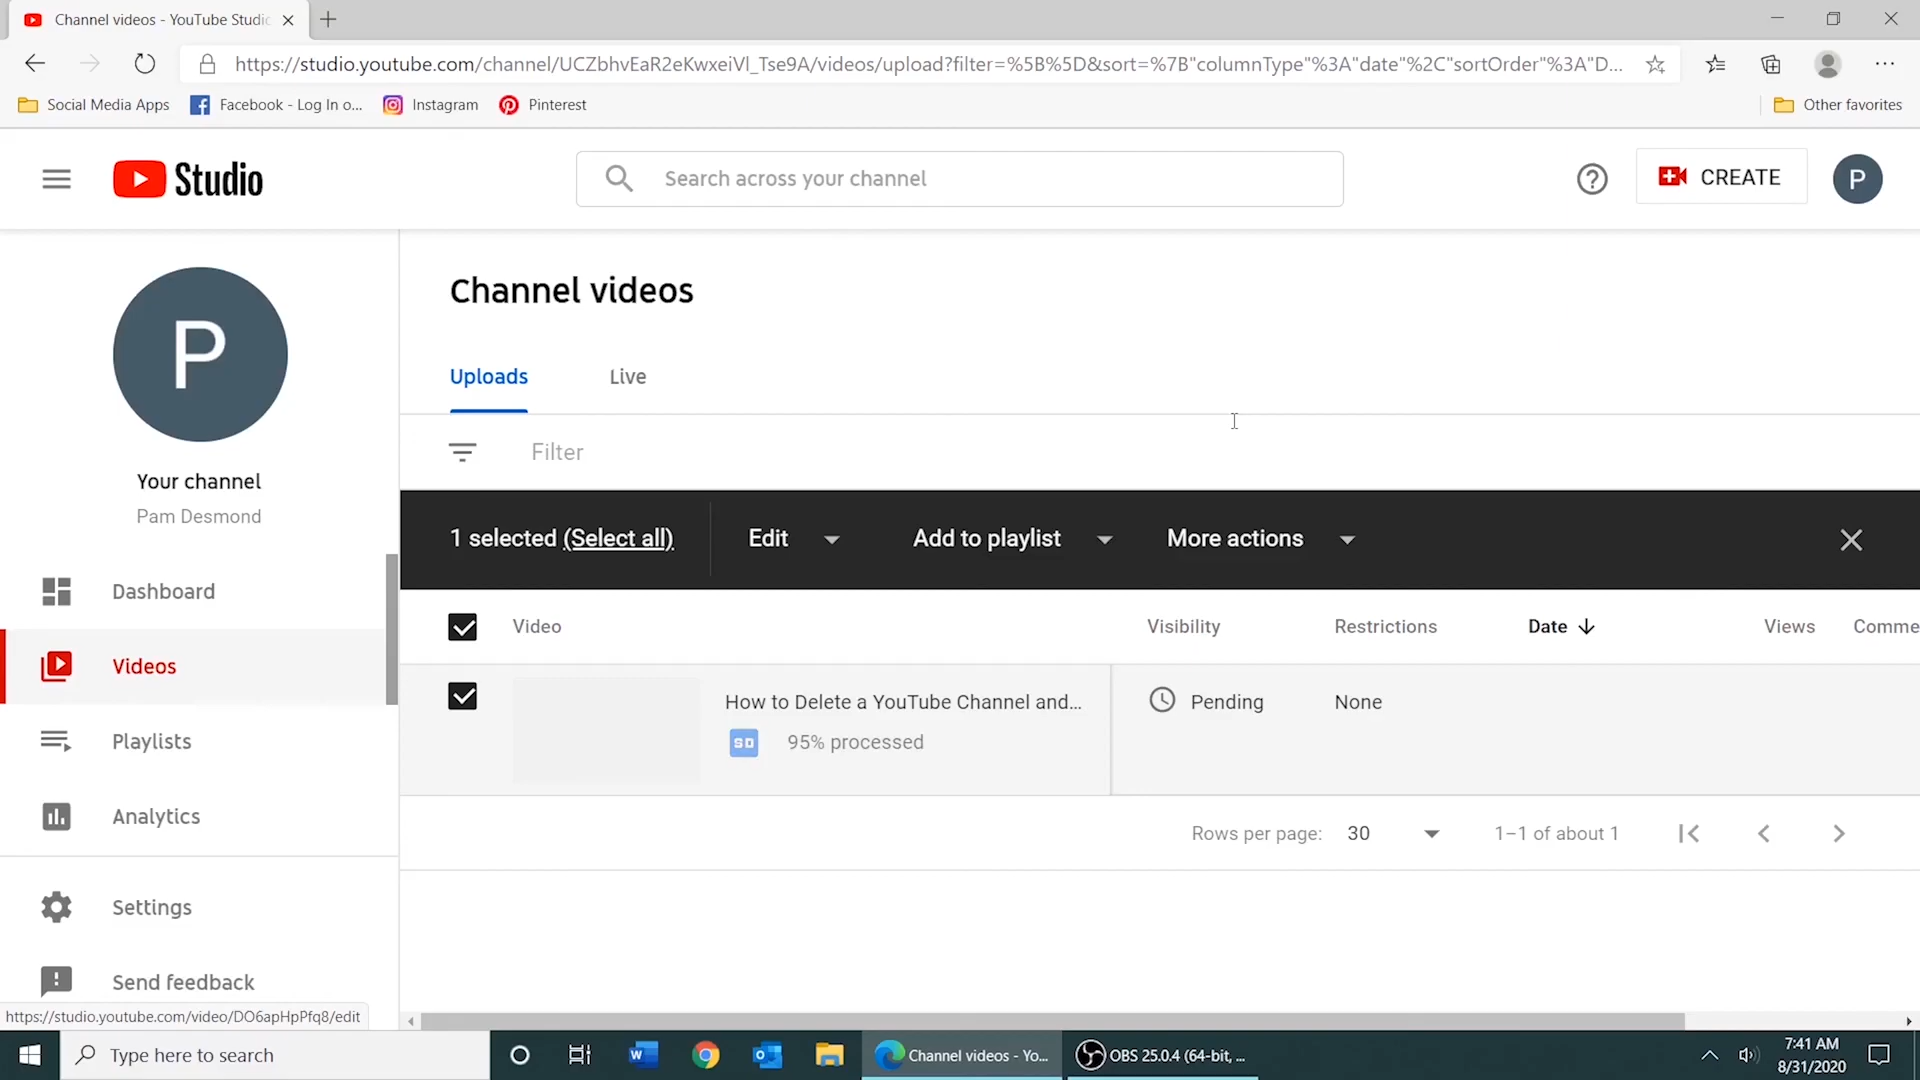 Channel videos - YouTube Studio
https://studio.youtube.com/channel/UCZbhvEaR2eKwxeiVl_Tse9A/videos/upload?filter=%5B%5D&sort=%7B"columnType"%3A"date"%2C"sortOrder"%3A"D...
Social Media Apps
Facebook - Log In o...
Instagram
Pinterest
Other favorites
Studio
Search across your channel
CREATE
P
P
Your channel
Pam Desmond
Dashboard
Videos
Playlists
Analytics
Settings
Send feedback
https://studio.youtube.com/video/DO6apHpPfq8/edit
Channel videos
Uploads Live
Filter
1 selected (Select all) Edit Add to playlist More actions
Video Visibility Restrictions Date Views Comme
How to Delete a YouTube Channel and... Pending None
SD 95% processed
Rows per page: 30 1–1 of about 1
Type here to search
Channel videos - Yo...
OBS 25.0.4 (64-bit, ...
7:41 AM
8/31/2020